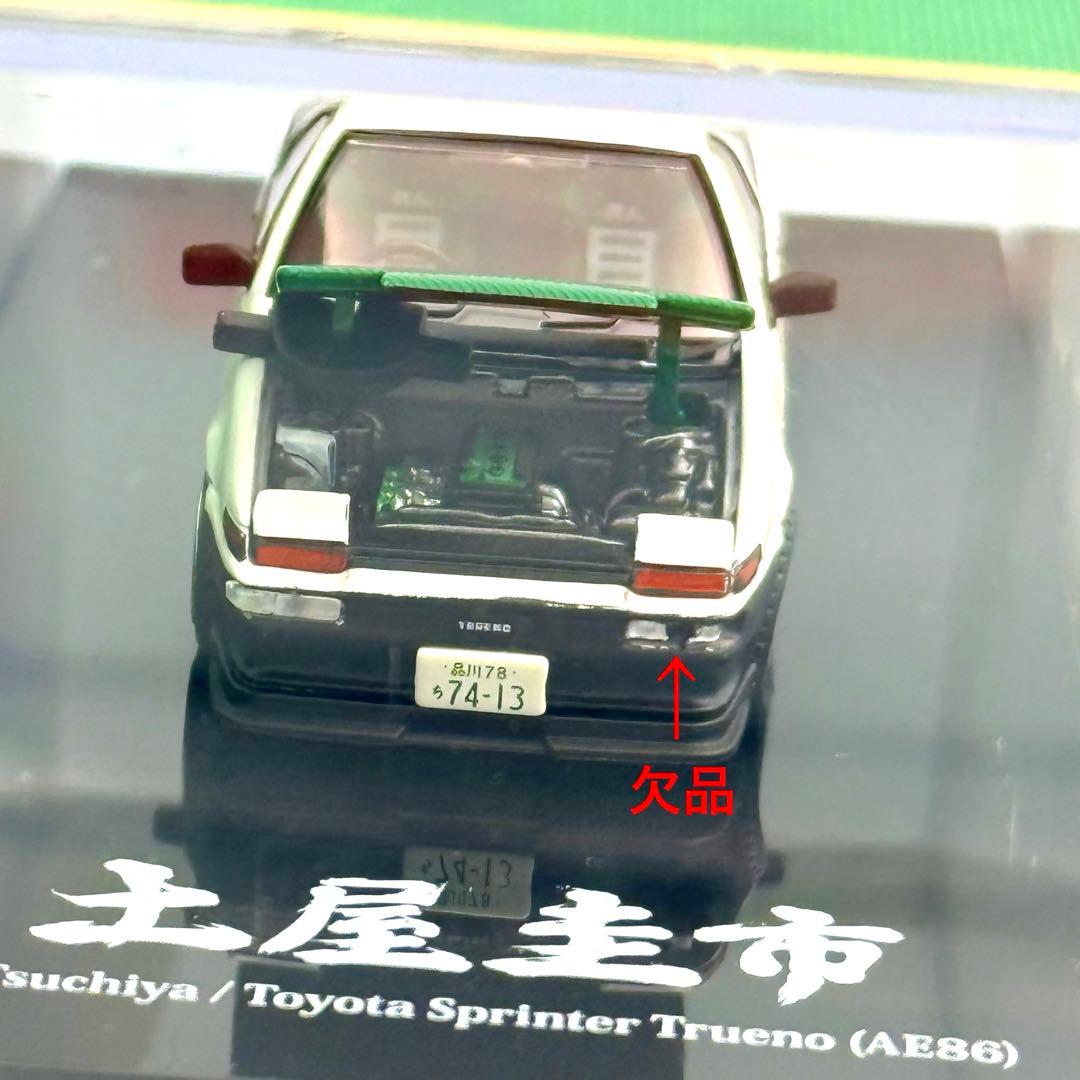 TRUENO
品川78
ち74-13
欠品
土屋圭市
Tsuchiya / Toyota Sprinter Trueno (AE86)